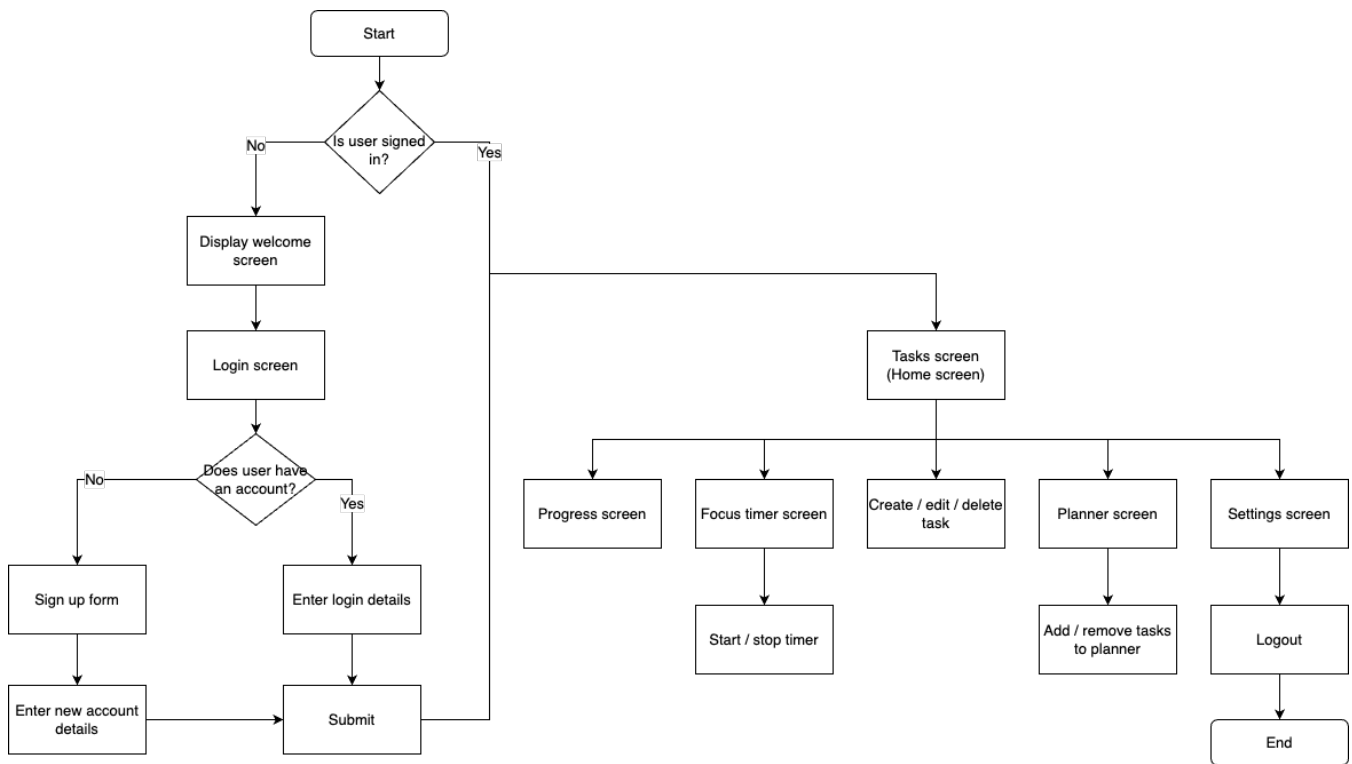 Start
Is user signed
in?
No
Yes
Display welcome
screen
Login screen
Tasks screen
(Home screen)
Does user have
an account?
No
Yes
Progress screen
Focus timer screen
Create / edit / delete
task
Planner screen
Settings screen
Sign up form
Enter login details
Start / stop timer
Add / remove tasks
to planner
Logout
Enter new account
details
Submit
End